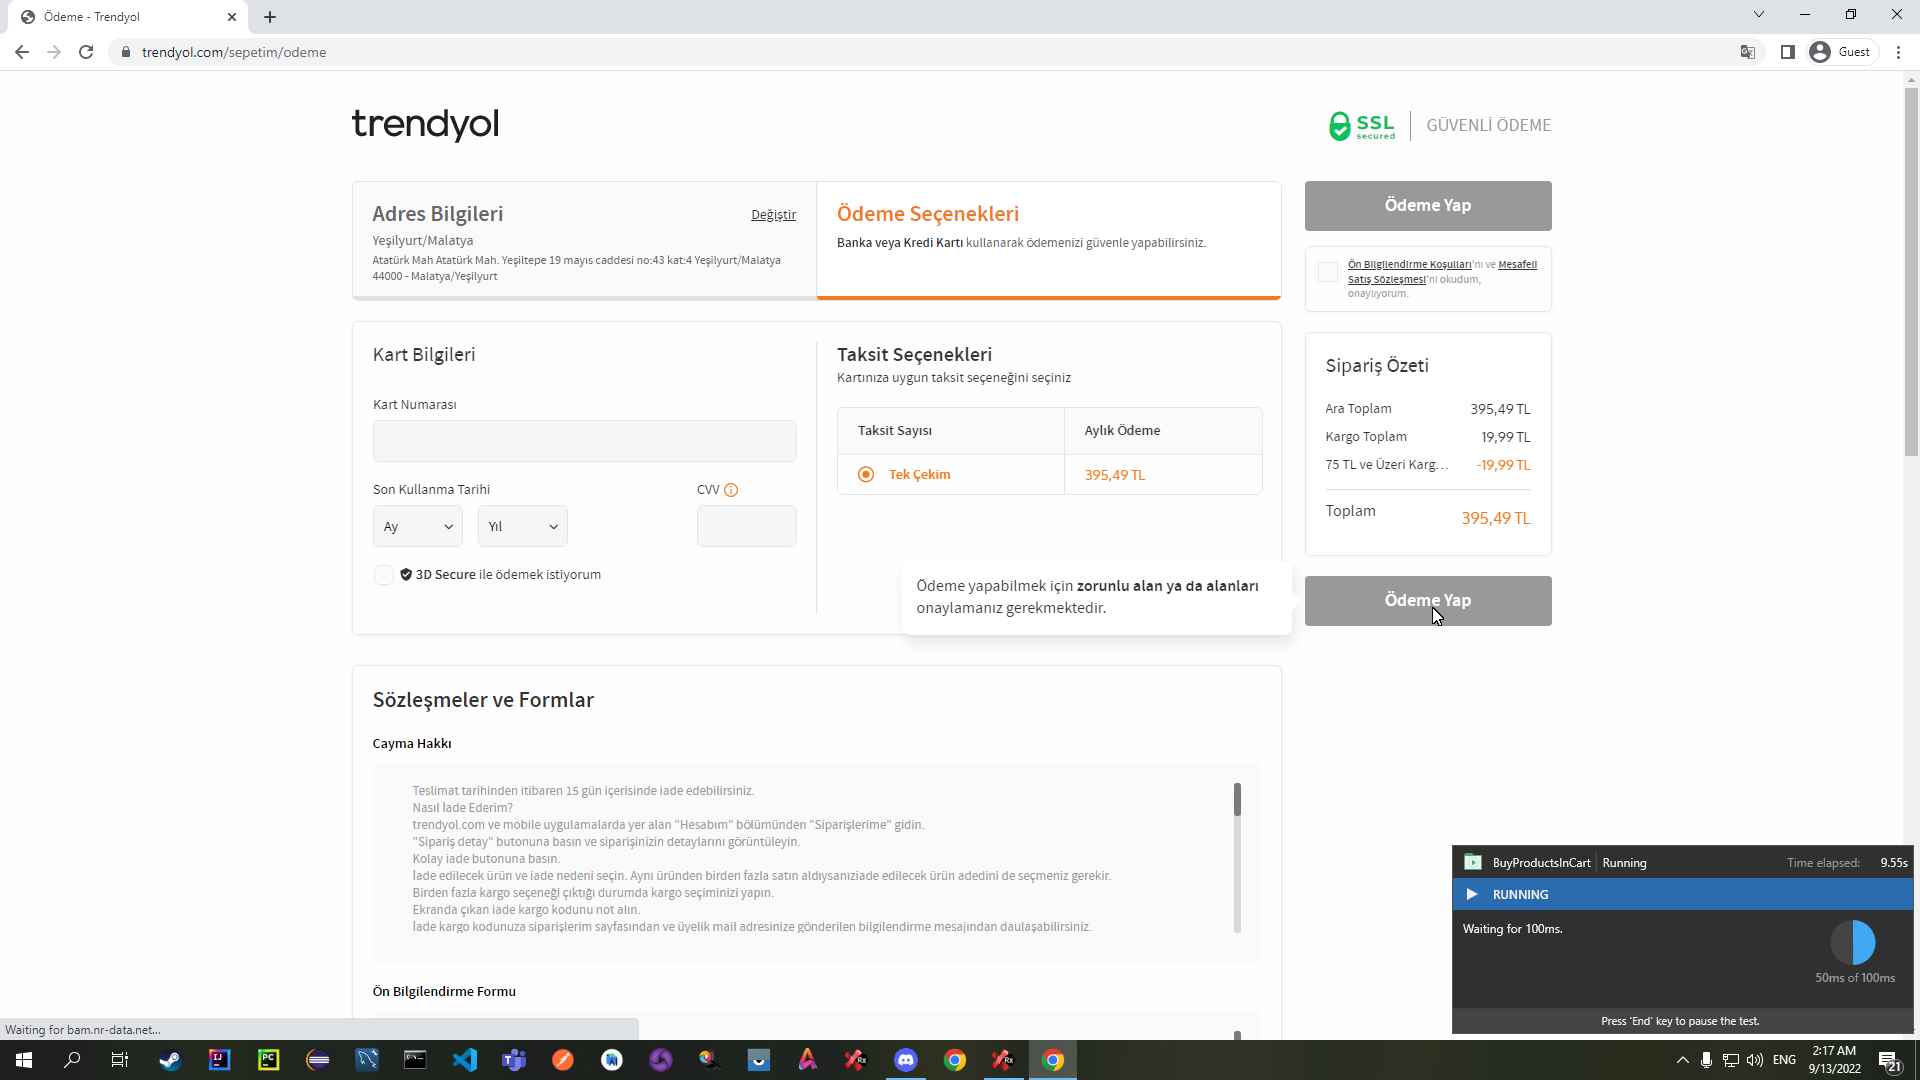 Ödeme - Trendyol
trendyol.com/sepetim/odeme
Guest
trendyol
SSL
secured
GÜVENLİ ÖDEME
Adres Bilgileri
Değiştir
Yeşilyurt/Malatya
Atatürk Mah Atatürk Mah. Yeşiltepe 19 mayıs caddesi no:43 kat:4 Yeşilyurt/Malatya
44000 - Malatya/Yeşilyurt
Ödeme Seçenekleri
Banka veya Kredi Kartı kullanarak ödemenizi güvenle yapabilirsiniz.
Ödeme Yap
Ön Bilgilendirme Koşulları'nı ve Mesafeli
Satış Sözleşmesi'ni okudum,
onaylıyorum.
Kart Bilgileri
Kart Numarası
Son Kullanma Tarihi
CVV
Ay
Yıl
3D Secure ile ödemek istiyorum
Taksit Seçenekleri
Kartınıza uygun taksit seçeneğini seçiniz
Taksit Sayısı
Aylık Ödeme
Tek Çekim
395,49 TL
Sipariş Özeti
Ara Toplam 395,49 TL
Kargo Toplam 19,99 TL
75 TL ve Üzeri Karg... -19,99 TL
Toplam 395,49 TL
Ödeme yapabilmek için zorunlu alan ya da alanları
onaylamanız gerekmektedir.
Ödeme Yap
Sözleşmeler ve Formlar
Cayma Hakkı
Teslimat tarihinden itibaren 15 gün içerisinde iade edebilirsiniz.
Nasıl İade Ederim?
trendyol.com ve mobile uygulamalarda yer alan "Hesabım" bölümünden "Siparişlerime" gidin.
"Sipariş detay" butonuna basın ve siparişinizin detaylarını görüntüleyin.
Kolay iade butonuna basın.
İade edilecek ürün ve iade nedeni seçin. Aynı üründen birden fazla satın aldıysanıziade edilecek ürün adedini de seçmeniz gerekir.
Birden fazla kargo seçeneği çıktığı durumda kargo seçiminizi yapın.
Ekranda çıkan iade kargo kodunu not alın.
İade kargo kodunuza siparişlerim sayfasından ve üyelik mail adresinize gönderilen bilgilendirme mesajından daulaşabilirsiniz.
Ön Bilgilendirme Formu
BuyProductsInCart Running Time elapsed: 9.55s
RUNNING
Waiting for 100ms.
50ms of 100ms
Press 'End' key to pause the test.
Waiting for bam.nr-data.net...
ENG
2:17 AM
9/13/2022
21